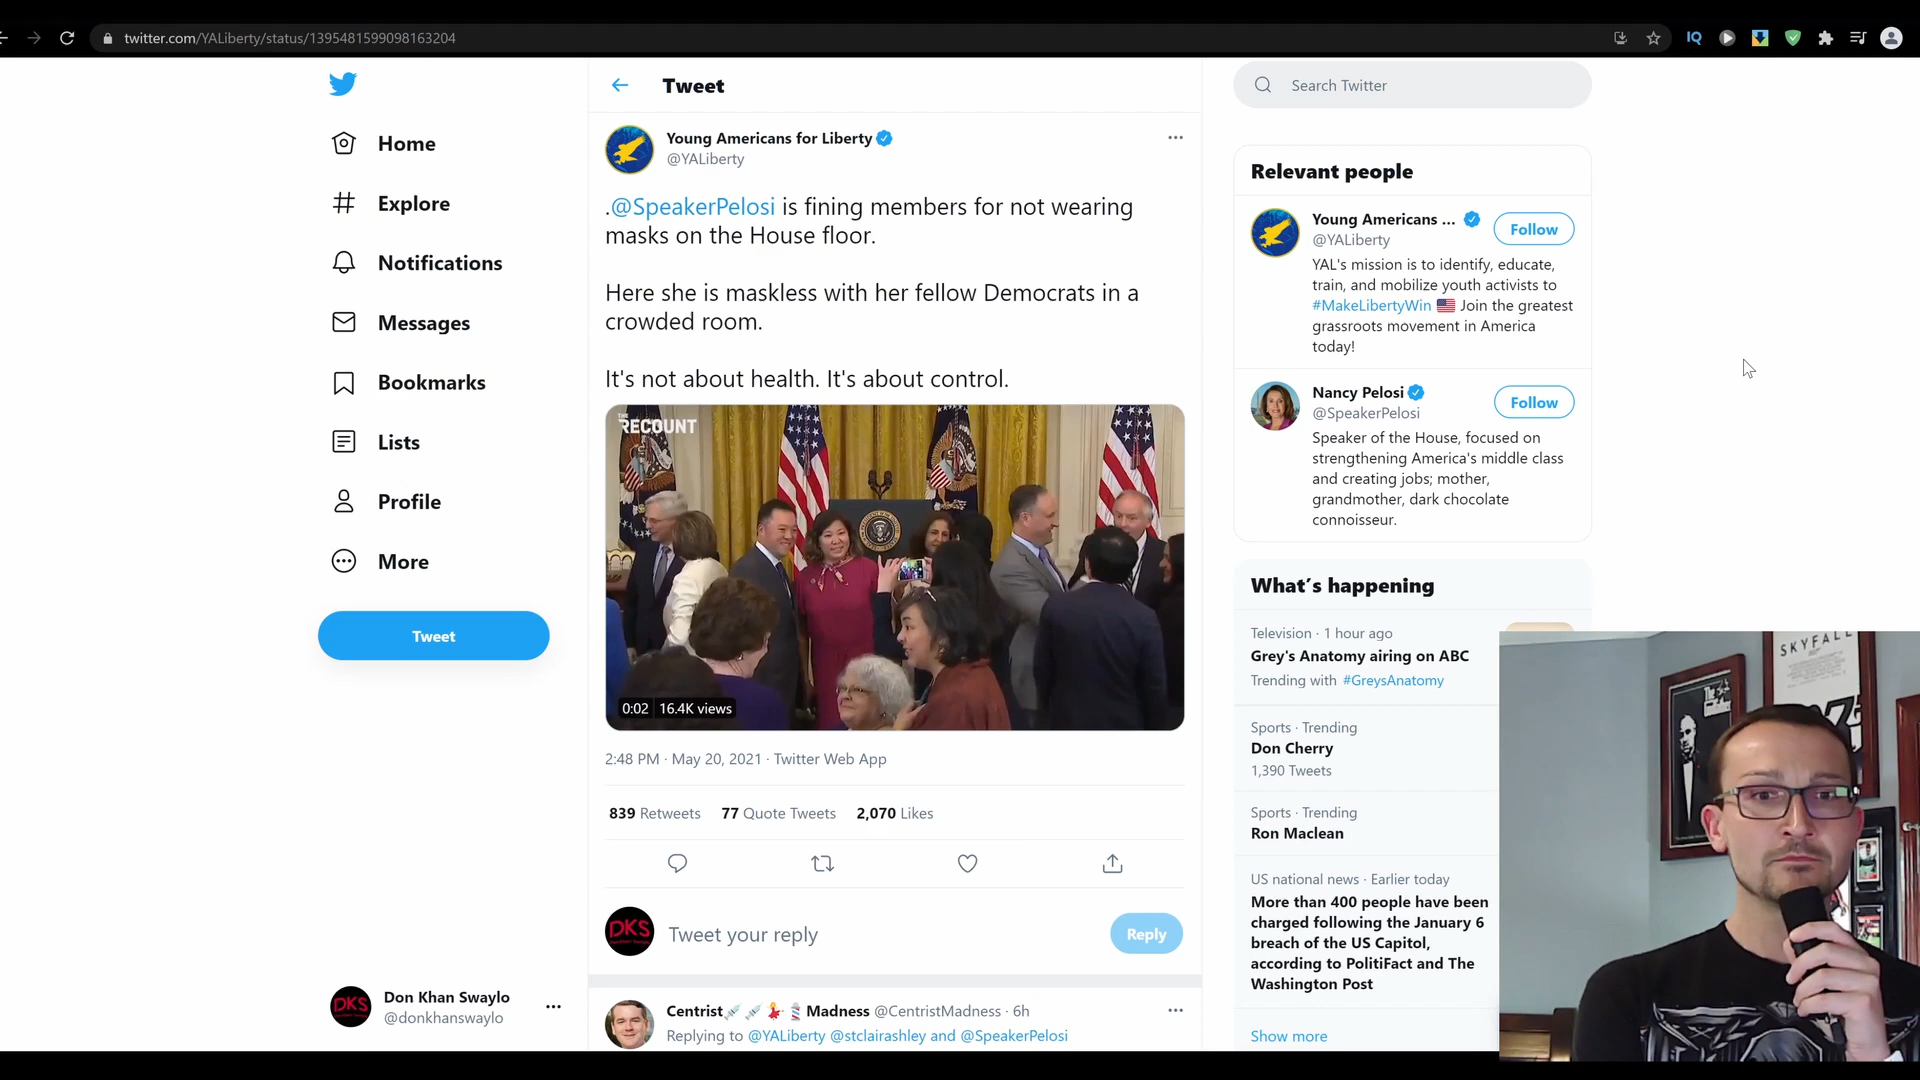 twitter.com/YALiberty/status/1395481599098163204
IQ
Home
Explore
Notifications
Messages
Bookmarks
Lists
Profile
More
Tweet
DKS
Don Khan Swaylo
@donkhanswaylo
Tweet
Young Americans for Liberty
@YALiberty
.@SpeakerPelosi is fining members for not wearing
masks on the House floor.
Here she is maskless with her fellow Democrats in a
crowded room.
It's not about health. It's about control.
THE
RECOUNT
0:02 16.4K views
2:48 PM · May 20, 2021 · Twitter Web App
839 Retweets 77 Quote Tweets 2,070 Likes
DKS
Tweet your reply
Reply
Centrist Madness @CentristMadness · 6h
Replying to @YALiberty @stclairashley and @SpeakerPelosi
Search Twitter
Relevant people
Young Americans ...
@YALiberty
Follow
YAL's mission is to identify, educate,
train, and mobilize youth activists to
#MakeLibertyWin Join the greatest
grassroots movement in America
today!
Nancy Pelosi
@SpeakerPelosi
Follow
Speaker of the House, focused on
strengthening America's middle class
and creating jobs; mother,
grandmother, dark chocolate
connoisseur.
What's happening
Television · 1 hour ago
Grey's Anatomy airing on ABC
Trending with #GreysAnatomy
Sports · Trending
Don Cherry
1,390 Tweets
Sports · Trending
Ron Maclean
US national news · Earlier today
More than 400 people have been
charged following the January 6
breach of the US Capitol,
according to PolitiFact and The
Washington Post
Show more
SKYFALL